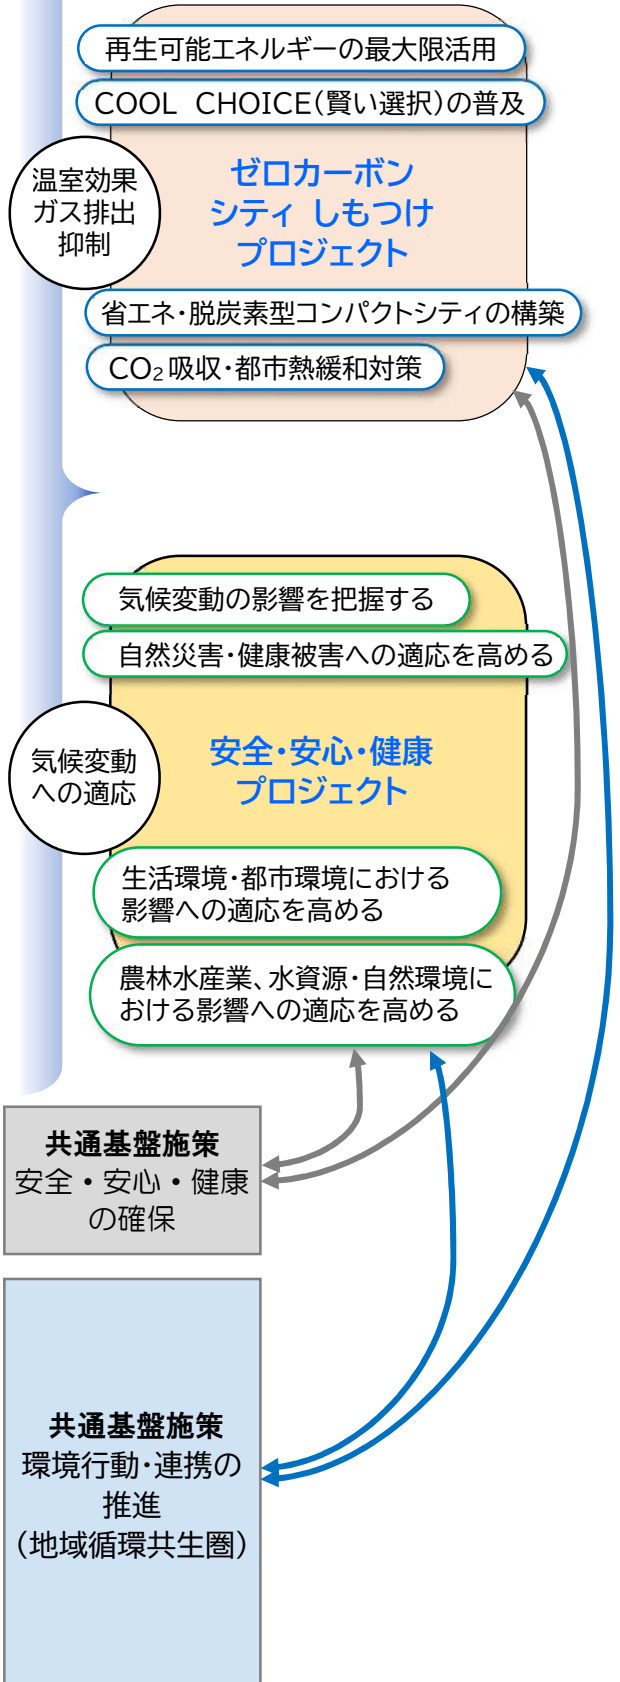 再生可能エネルギーの最大限活用
COOL CHOICE(賢い選択)の普及
温室効果
ガス排出
抑制
ゼロカーボン
シティ しもつけ
プロジェクト
省エネ・脱炭素型コンパクトシティの構築
CO₂吸収・都市熱緩和対策
気候変動の影響を把握する
自然災害・健康被害への適応を高める
気候変動
への適応
安全・安心・健康
プロジェクト
生活環境・都市環境における
影響への適応を高める
農林水産業、水資源・自然環境に
おける影響への適応を高める
共通基盤施策
安全・安心・健康
の確保
共通基盤施策
環境行動・連携の
推進
(地域循環共生圏)